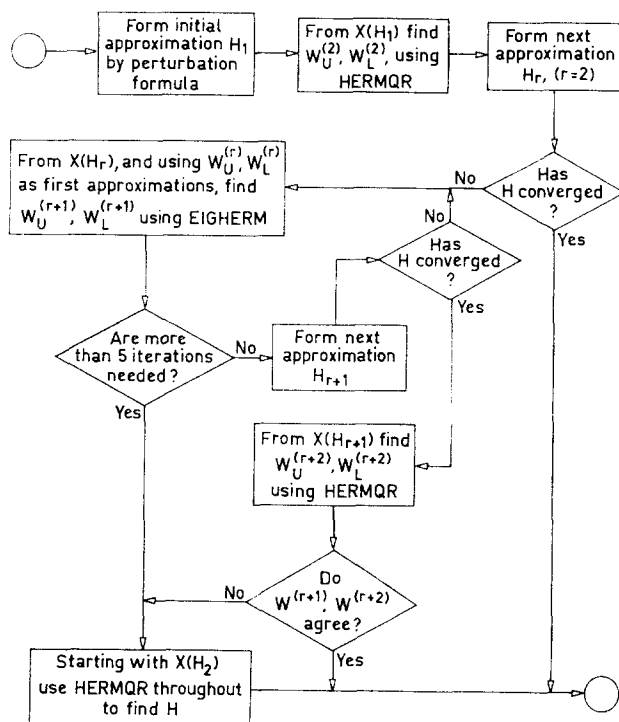 Form initial
approximation H₁
by perturbation
formula
From X(H₁) find
W_U^(2), W_L^(2), using
HERMQR
Form next
approximation
H_r, (r=2)
Has
H converged
?
No
Yes
From X(H_r), and using W_U^(r), W_L^(r)
as first approximations, find
W_U^(r+1), W_L^(r+1) using EIGHERM
Has
H converged
?
No
Yes
Are more
than 5 iterations
needed?
No
Yes
Form next
approximation
H_r+1
From X(H_r+1) find
W_U^(r+2), W_L^(r+2)
using HERMQR
Do
W^(r+1), W^(r+2)
agree?
No
Yes
Starting with X(H₂)
use HERMQR throughout
to find H